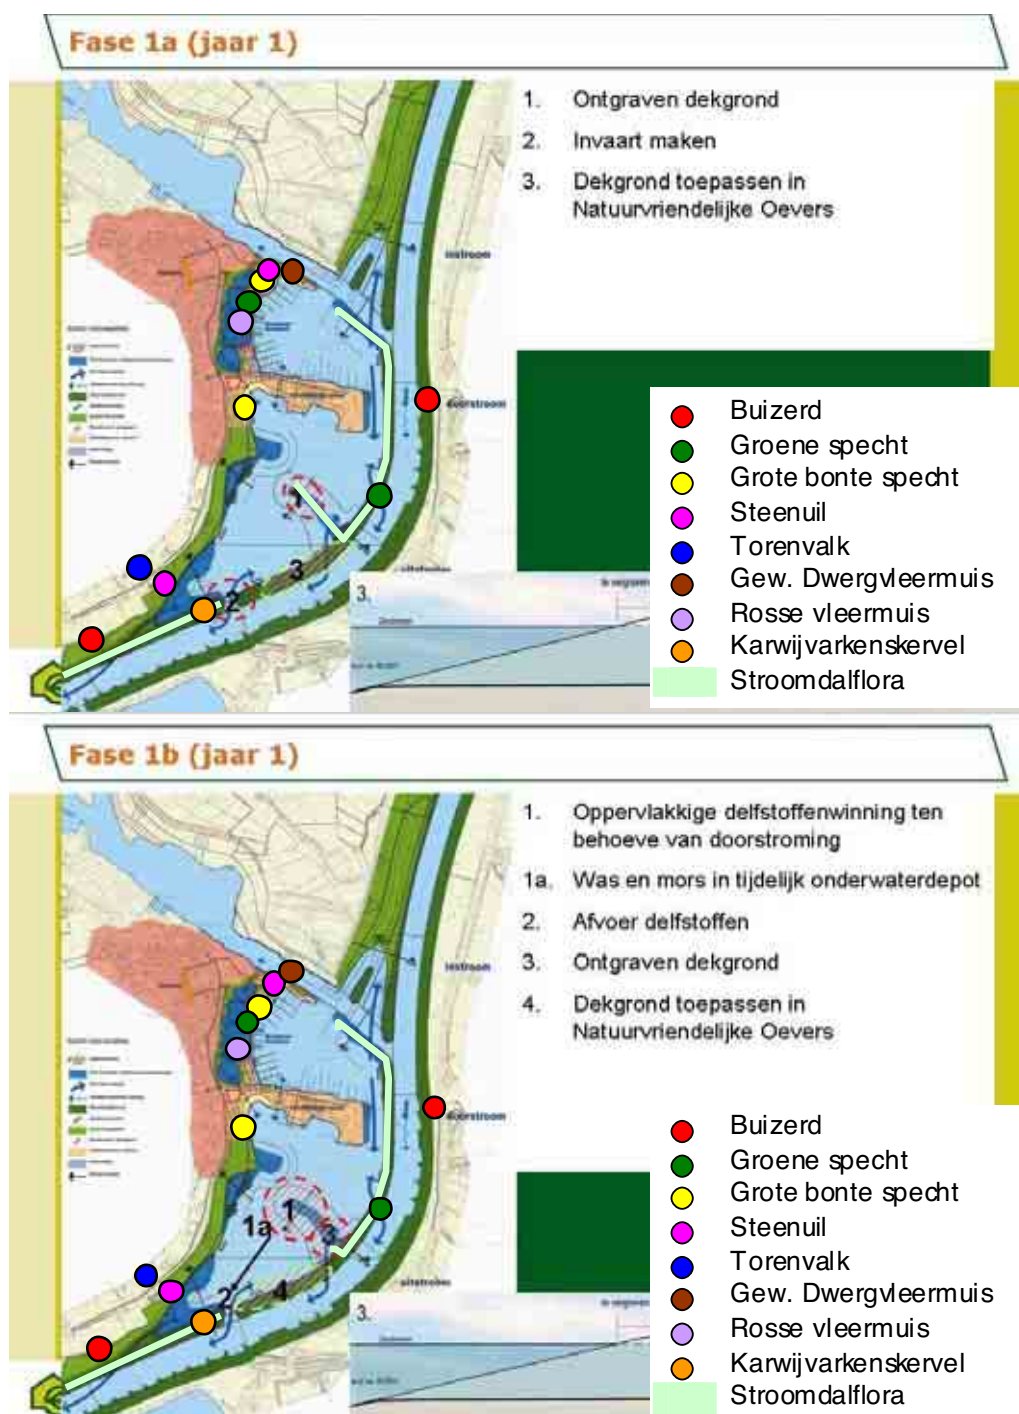 Fase 1a (jaar 1)
1. Ontgraven dekgrond
2. Invaart maken
3. Dekgrond toepassen in
Natuurvriendelijke Oevers
instroom
doorstroom
1
3
2
uitstroom
3.
Buizerd
Groene specht
Grote bonte specht
Steenuil
Torenvalk
Gew. Dwergvleermuis
Rosse vleermuis
Karwijvarkenskervel
Stroomdalflora
Fase 1b (jaar 1)
1. Oppervlakkige delfstoffenwinning ten
behoeve van doorstroming
1a. Was en mors in tijdelijk onderwaterdepot
2. Afvoer delfstoffen
3. Ontgraven dekgrond
4. Dekgrond toepassen in
Natuurvriendelijke Oevers
instroom
doorstroom
1
1a
3
4
2
uitstroom
3.
Buizerd
Groene specht
Grote bonte specht
Steenuil
Torenvalk
Gew. Dwergvleermuis
Rosse vleermuis
Karwijvarkenskervel
Stroomdalflora